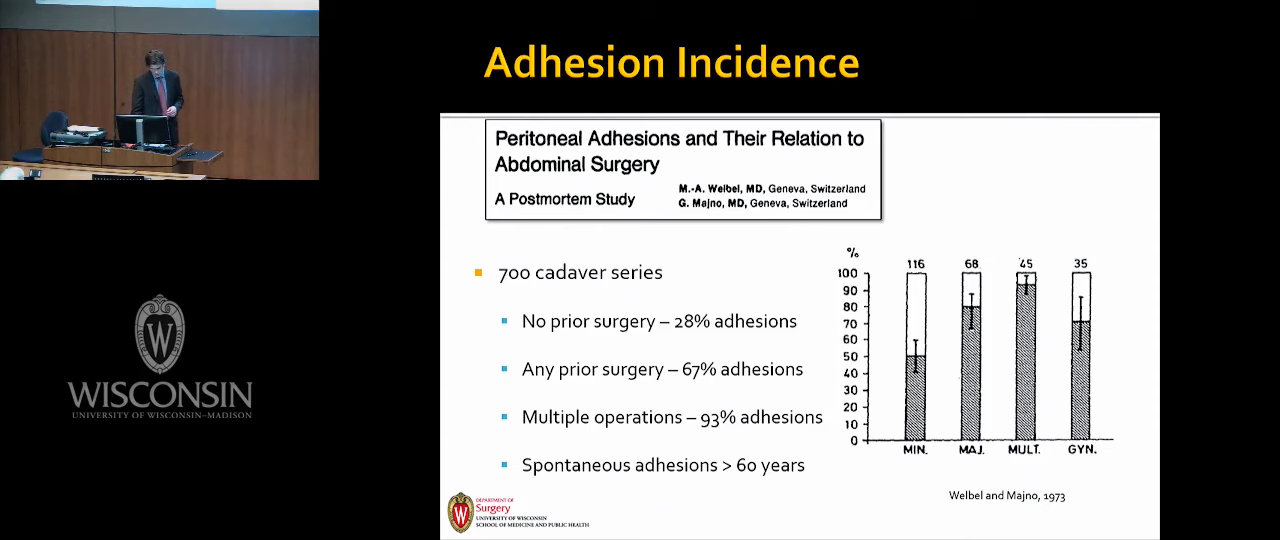 Adhesion Incidence
Peritoneal Adhesions and Their Relation to
Abdominal Surgery
A Postmortem Study
M.-A. Welbel, MD, Geneva, Switzerland
G. Majno, MD, Geneva, Switzerland
700 cadaver series
No prior surgery – 28% adhesions
Any prior surgery – 67% adhesions
Multiple operations – 93% adhesions
Spontaneous adhesions > 60 years
%
116 68 45 35
100
90
80
70
60
50
40
30
20
10
0
MIN. MAJ. MULT. GYN.
Welbel and Majno, 1973
W
WISCONSIN
UNIVERSITY OF WISCONSIN–MADISON
W
DEPARTMENT OF
Surgery
UNIVERSITY OF WISCONSIN
SCHOOL OF MEDICINE AND PUBLIC HEALTH